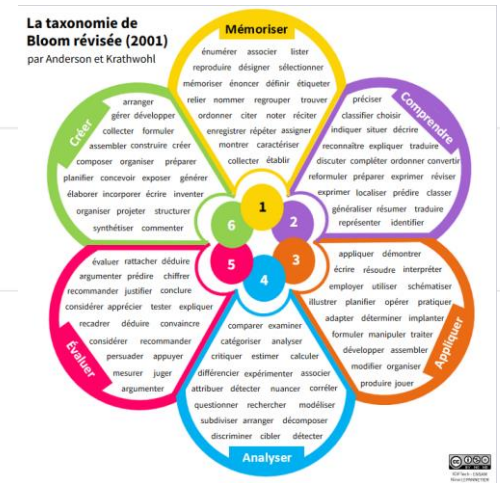 La taxonomie de
Bloom révisée (2001)
par Anderson et Krathwohl
Mémoriser
énumérer associer lister
reproduire désigner sélectionner
mémoriser énoncer définir étiqueter
relier nommer regrouper trouver
ordonner citer noter réciter
enregistrer répéter assigner
montrer caractériser
collecter établir
1
Comprendre
préciser
classifier choisir
indiquer situer décrire
reconnaître expliquer traduire
discuter compléter ordonner convertir
reformuler préparer exprimer réviser
exprimer localiser prédire classer
généraliser résumer traduire
représenter identifier
2
Appliquer
appliquer démontrer
écrire résoudre interpréter
employer utiliser schématiser
illustrer planifier opérer pratiquer
adapter déterminer implanter
formuler manipuler traiter
développer assembler
modifier organiser
produire jouer
3
Analyser
comparer examiner
catégoriser analyser
critiquer estimer calculer
différencier expérimenter associer
attribuer détecter nuancer corréler
questionner rechercher modéliser
subdiviser arranger décomposer
discriminer cibler détecter
4
Évaluer
évaluer rattacher déduire
argumenter prédire chiffrer
recommander justifier conclure
considérer apprécier tester expliquer
recadrer déduire convaincre
considérer recommander
persuader appuyer
mesurer juger
argumenter
5
Créer
arranger
gérer développer
collecter formuler
assembler construire créer
composer organiser préparer
planifier concevoir exposer générer
élaborer incorporer écrire inventer
organiser projeter structurer
synthétiser commenter
6